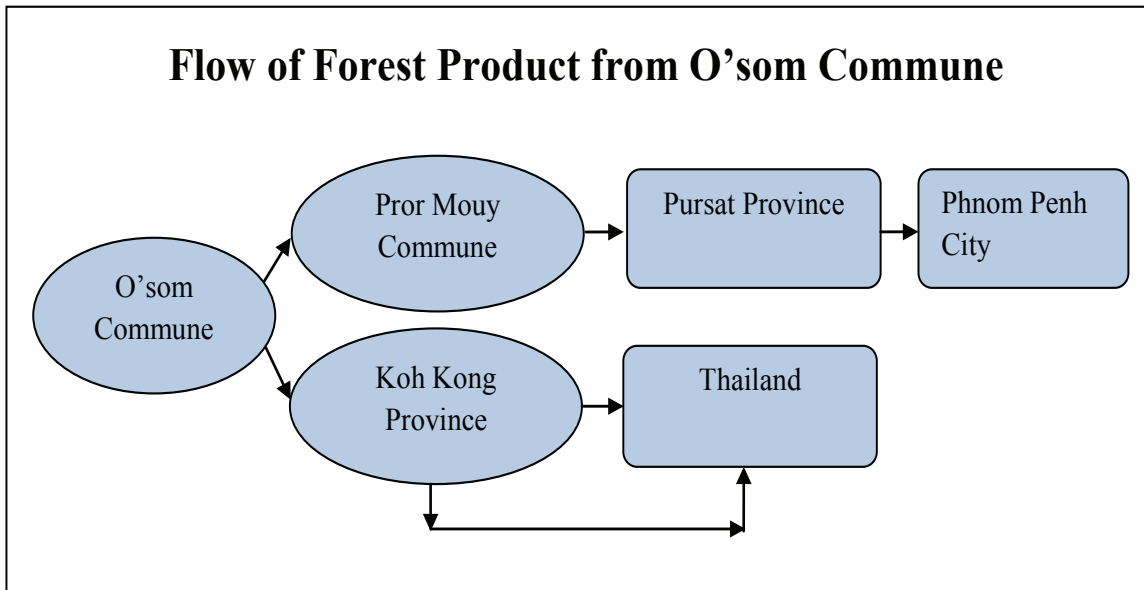 Flow of Forest Product from O’som Commune
O’som
Commune
Pror Mouy
Commune
Pursat Province
Phnom Penh
City
Koh Kong
Province
Thailand